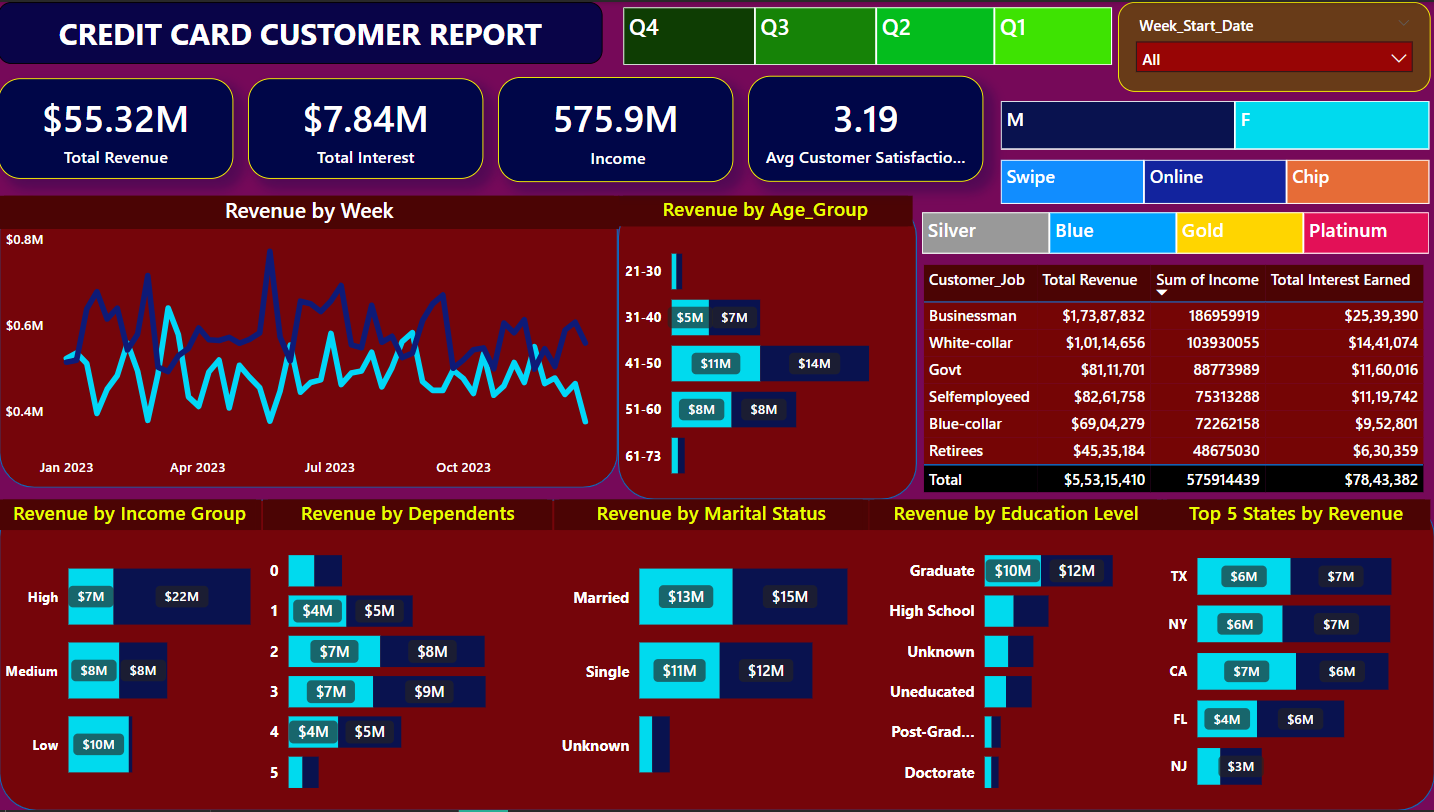 CREDIT CARD CUSTOMER REPORT
Q4 Q3 Q2 Q1
Week_Start_Date
All
$55.32M
Total Revenue
$7.84M
Total Interest
575.9M
Income
3.19
Avg Customer Satisfactio...
M F
Swipe Online Chip
Silver Blue Gold Platinum
Revenue by Week
$0.8M
$0.6M
$0.4M
Jan 2023 Apr 2023 Jul 2023 Oct 2023
Revenue by Age_Group
21-30
31-40 $5M $7M
41-50 $11M $14M
51-60 $8M $8M
61-73
Customer_Job Total Revenue Sum of Income Total Interest Earned
Businessman $1,73,87,832 186959919 $25,39,390
White-collar $1,01,14,656 103930055 $14,41,074
Govt $81,11,701 88773989 $11,60,016
Selfemployeed $82,61,758 75313288 $11,19,742
Blue-collar $69,04,279 72262158 $9,52,801
Retirees $45,35,184 48675030 $6,30,359
Total $5,53,15,410 575914439 $78,43,382
Revenue by Income Group
High $7M $22M
Medium $8M $8M
Low $10M
Revenue by Dependents
0
1 $4M $5M
2 $7M $8M
3 $7M $9M
4 $4M $5M
5
Revenue by Marital Status
Married $13M $15M
Single $11M $12M
Unknown
Revenue by Education Level
Graduate $10M $12M
High School
Unknown
Uneducated
Post-Grad...
Doctorate
Top 5 States by Revenue
TX $6M $7M
NY $6M $7M
CA $7M $6M
FL $4M $6M
NJ $3M